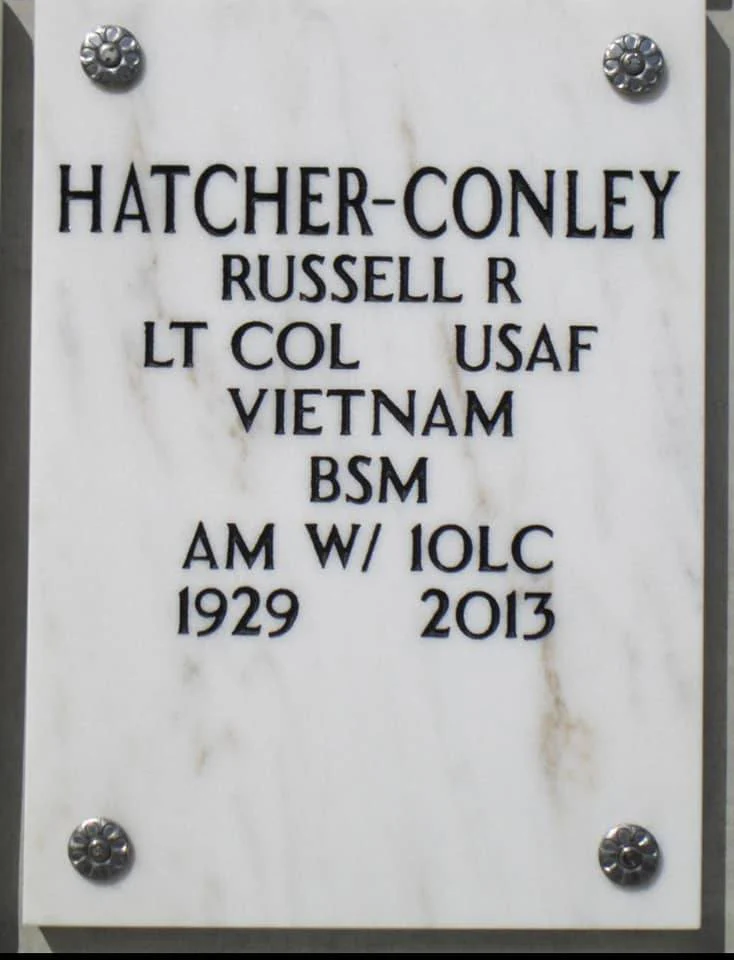 HATCHER-CONLEY
RUSSELL R
LT COL USAF
VIETNAM
BSM
AM W/ 1OLC
1929 2013